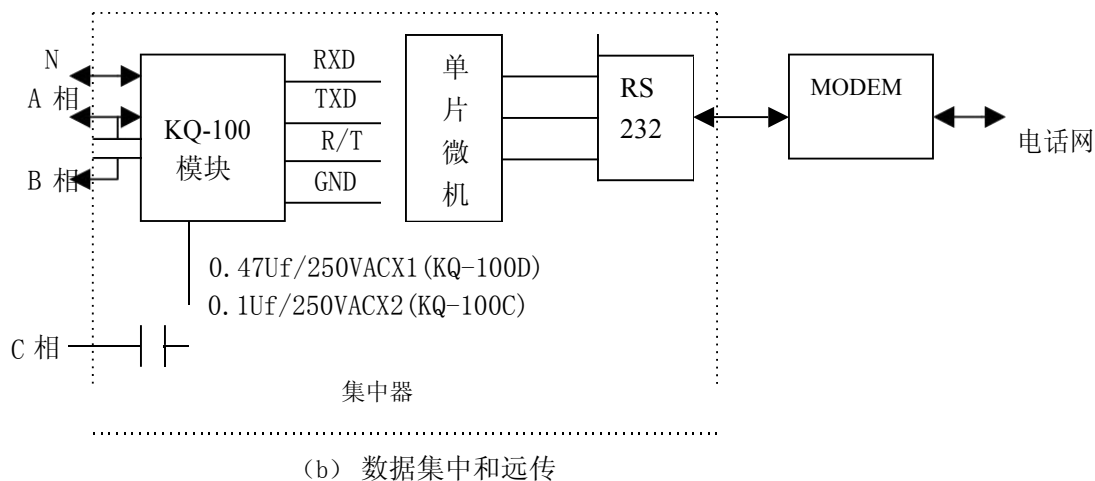 N
A 相
B 相
C 相
KQ-100
模块
RXD
TXD
R/T
GND
单
片
微
机
RS
232
MODEM
电话网
0.47Uf/250VACX1(KQ-100D)
0.1Uf/250VACX2(KQ-100C)
集中器
（b） 数据集中和远传